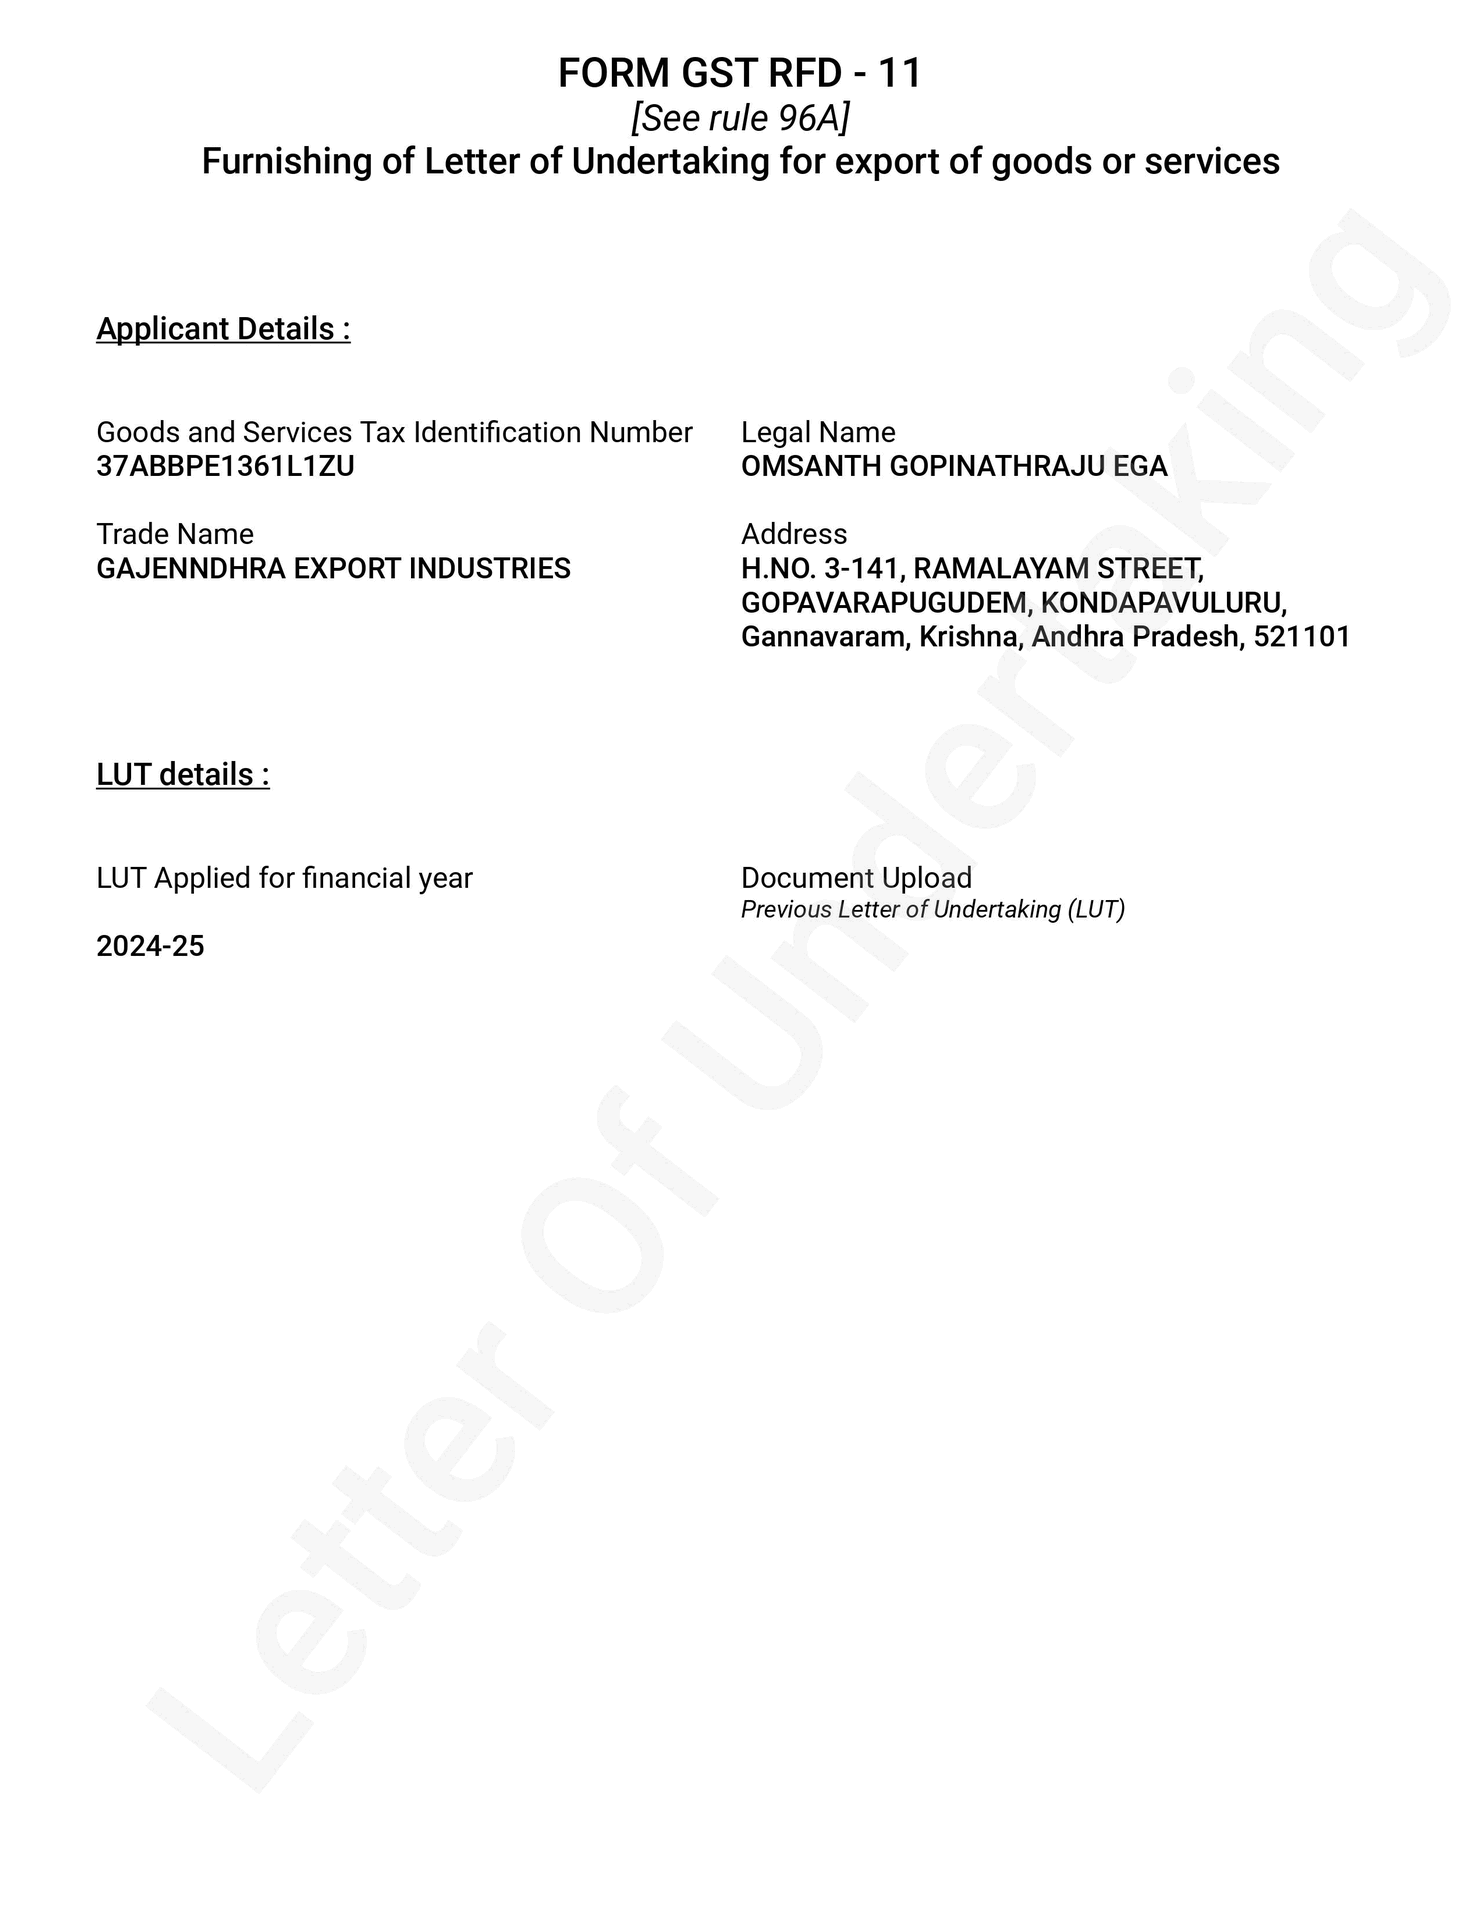 FORM GST RFD - 11
[See rule 96A]
Furnishing of Letter of Undertaking for export of goods or services
Applicant Details :
Goods and Services Tax Identification Number
37ABBPE1361L1ZU
Legal Name
OMSANTH GOPINATHRAJU EGA
Trade Name
GAJENNDHRA EXPORT INDUSTRIES
Address
H.NO. 3-141, RAMALAYAM STREET,
GOPAVARAPUGUDEM, KONDAPAVULURU,
Gannavaram, Krishna, Andhra Pradesh, 521101
LUT details :
LUT Applied for financial year
2024-25
Document Upload
Previous Letter of Undertaking (LUT)
Letter Of Undertaking